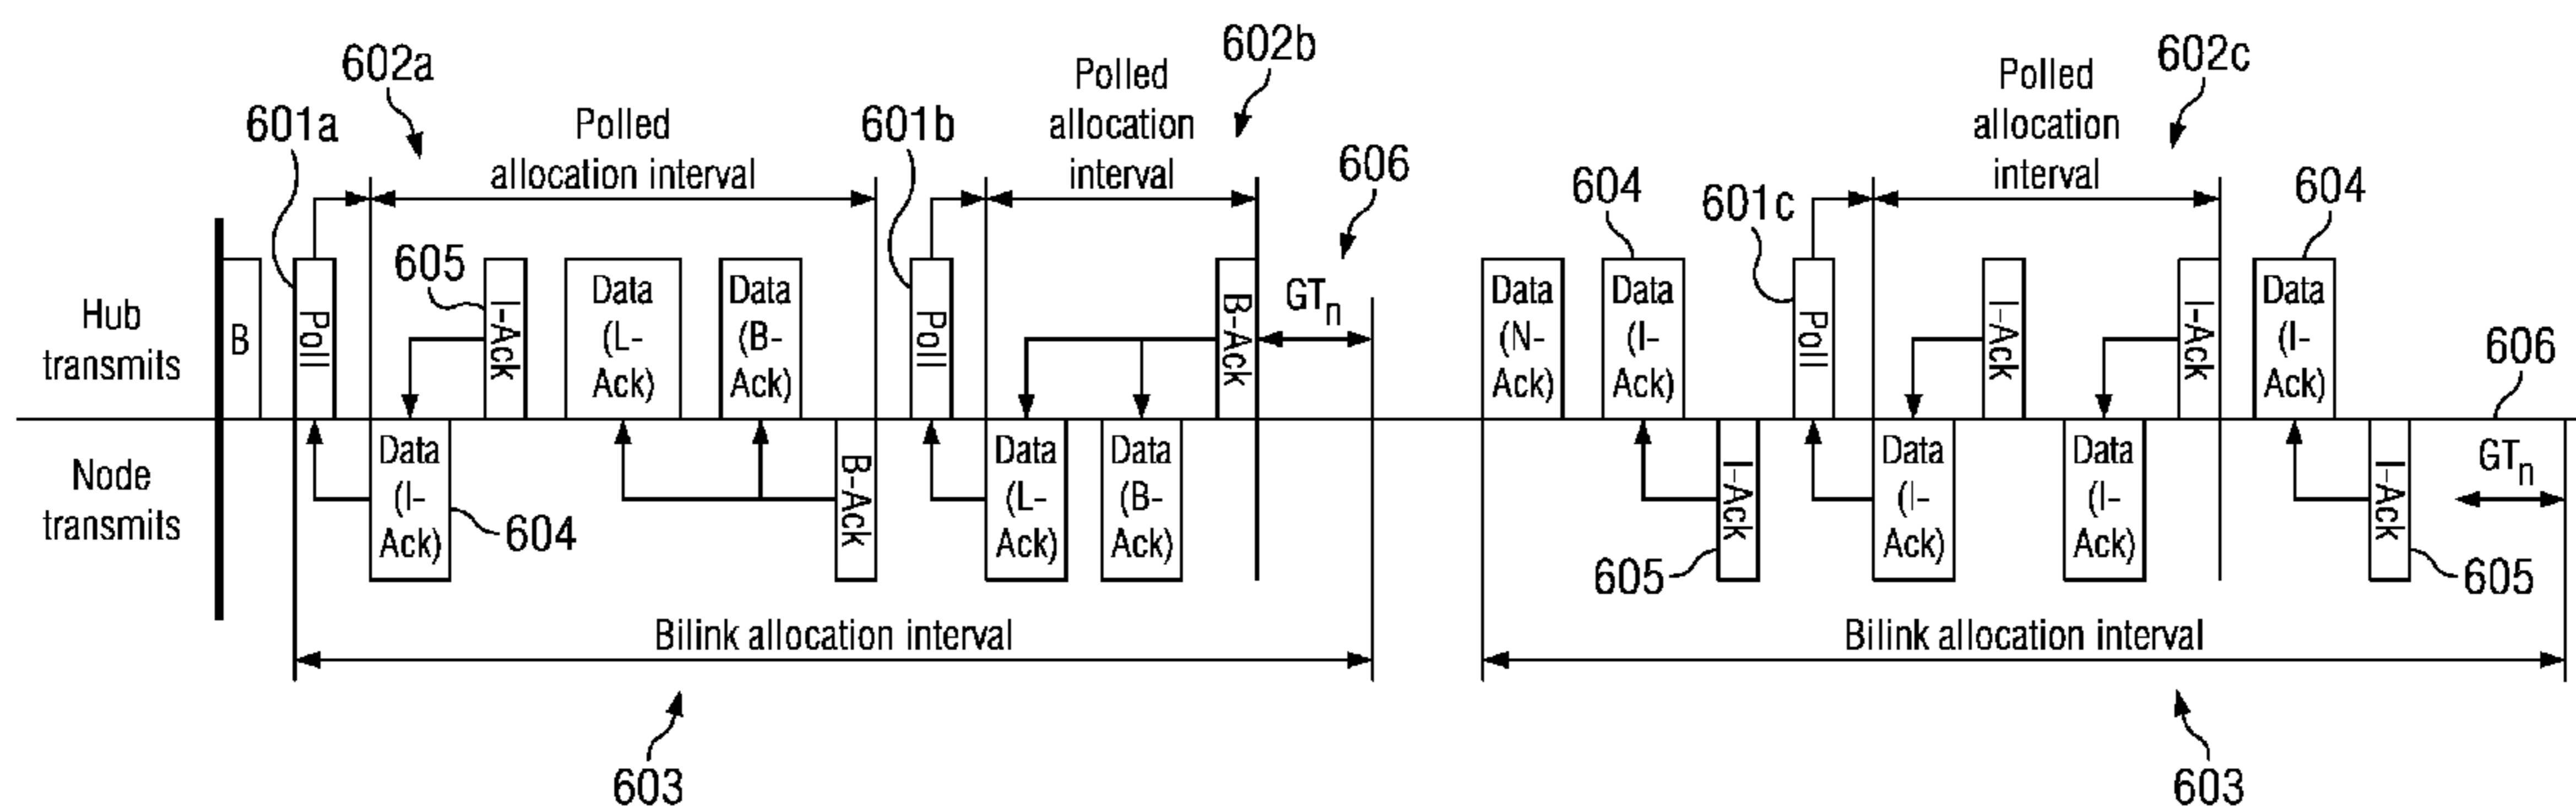 602a
602b
602c
601a
Polled
allocation interval
601b
Polled
allocation
interval
606
604
601c
Polled
allocation
interval
604
Hub
transmits
B
Poll
605
I-Ack
Data
(L-
Ack)
Data
(B-
Ack)
Poll
B-Ack
GTn
Data
(N-
Ack)
Data
(I-
Ack)
Poll
I-Ack
I-Ack
Data
(I-
Ack)
606
Node
transmits
Data
(I-
Ack)
604
B-Ack
Data
(L-
Ack)
Data
(B-
Ack)
605
I-Ack
Data
(I-
Ack)
Data
(I-
Ack)
I-Ack
605
GTn
Bilink allocation interval
Bilink allocation interval
603
603